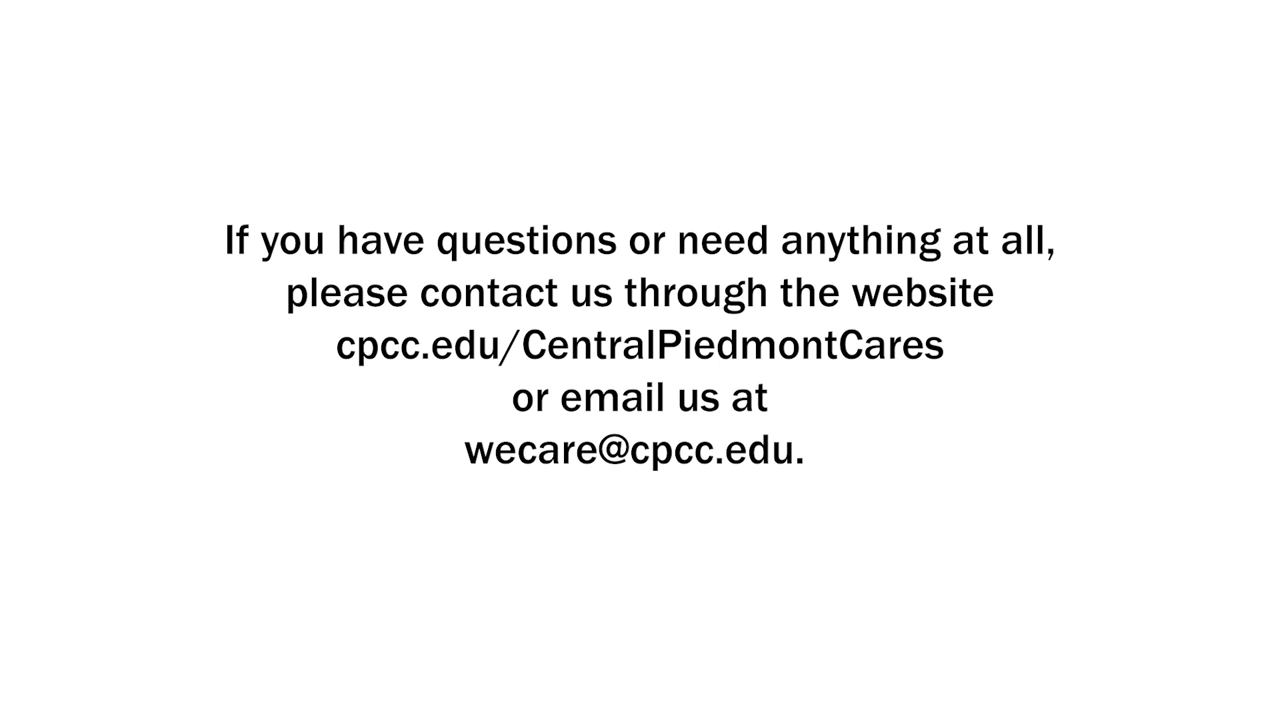 If you have questions or need anything at all,
please contact us through the website
cpcc.edu/CentralPiedmontCares
or email us at
wecare@cpcc.edu.